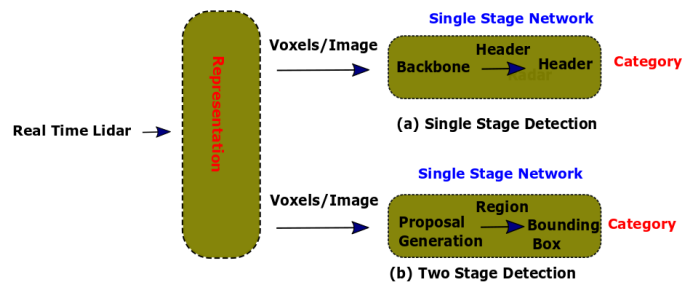 Single Stage Network
Voxels/Image
Header
Backbone
Header
Category
Radar
Representation
(a) Single Stage Detection
Real Time Lidar
Single Stage Network
Voxels/Image
Region
Proposal
Generation
Bounding
Box
Category
(b) Two Stage Detection